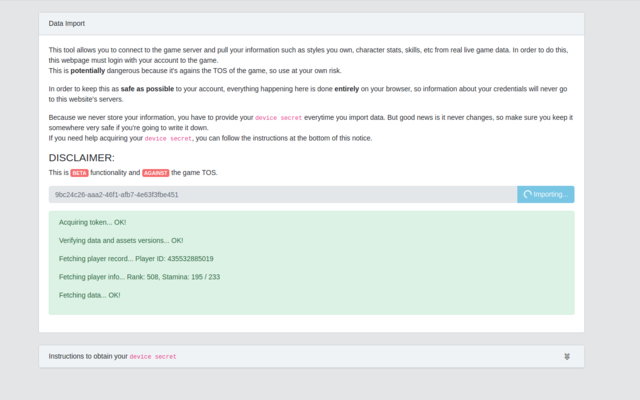 Data Import
This tool allows you to connect to the game server and pull your information such as styles you own, character stats, skills, etc from real live game data. In order to do this,
this webpage must login with your account to the game.
This is potentially dangerous because it's agains the TOS of the game, so use at your own risk.
In order to keep this as safe as possible to your account, everything happening here is done entirely on your browser, so information about your credentials will never go
to this website's servers.
Because we never store your information, you have to provide your device secret everytime you import data. But good news is it never changes, so make sure you keep it
somewhere very safe if you're going to write it down.
If you need help acquiring your device secret, you can follow the instructions at the bottom of this notice.
DISCLAIMER:
This is BETA functionality and AGAINST the game TOS.
9bc24c26-aaa2-46f1-afb7-4e63f3fbe451 Importing...
Acquiring token... OK!
Verifying data and assets versions... OK!
Fetching player record... Player ID: 435532885019
Fetching player info... Rank: 508, Stamina: 195 / 233
Fetching data... OK!
Instructions to obtain your device secret